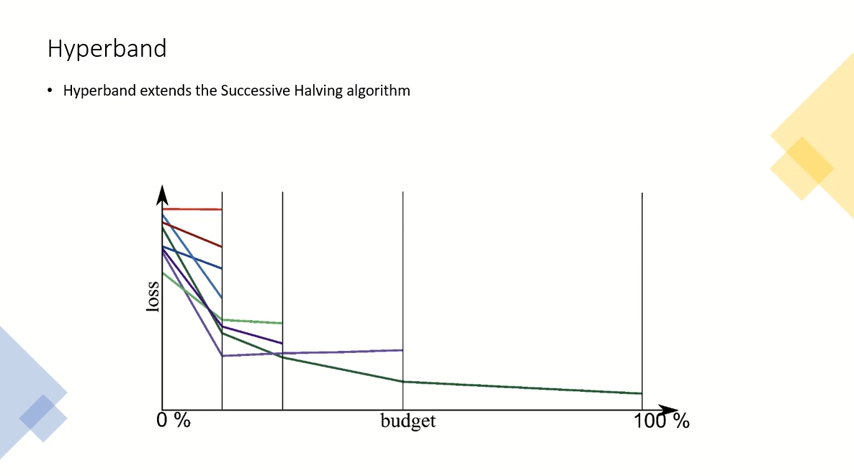 Hyperband
• Hyperband extends the Successive Halving algorithm
loss
0 %
budget
100 %